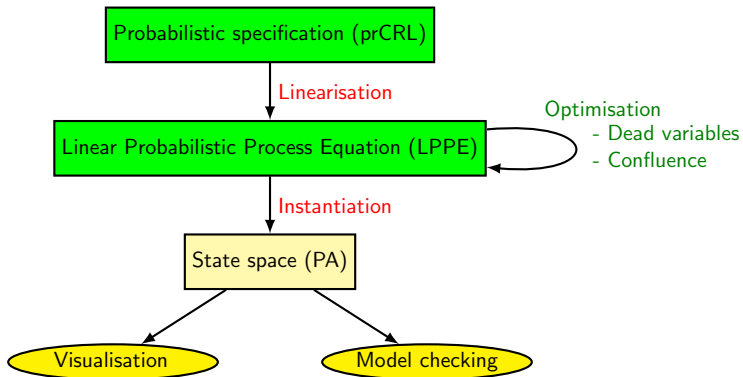 Probabilistic specification (prCRL)
Linearisation
Optimisation
- Dead variables
Linear Probabilistic Process Equation (LPPE)
- Confluence
Instantiation
State space (PA)
Visualisation
Model checking